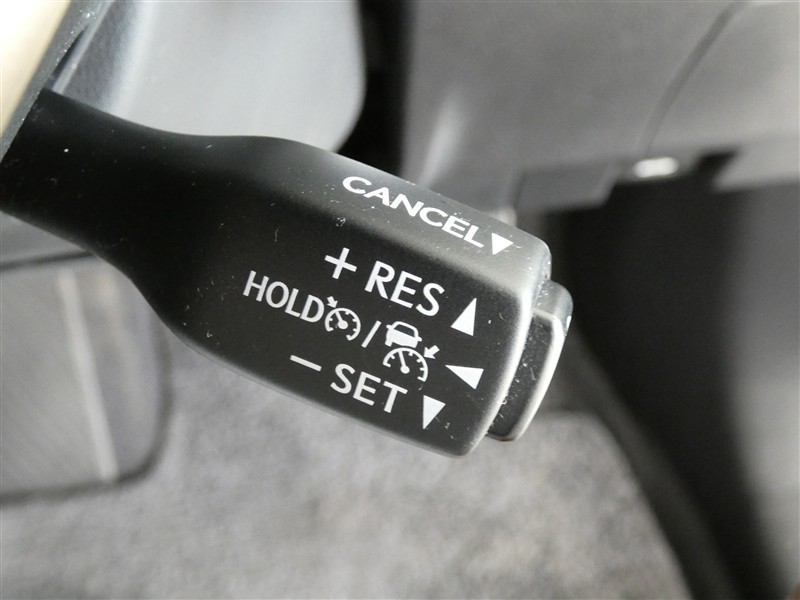 CANCEL▼
+ RES ▲
HOLD / ◀
− SET ▼